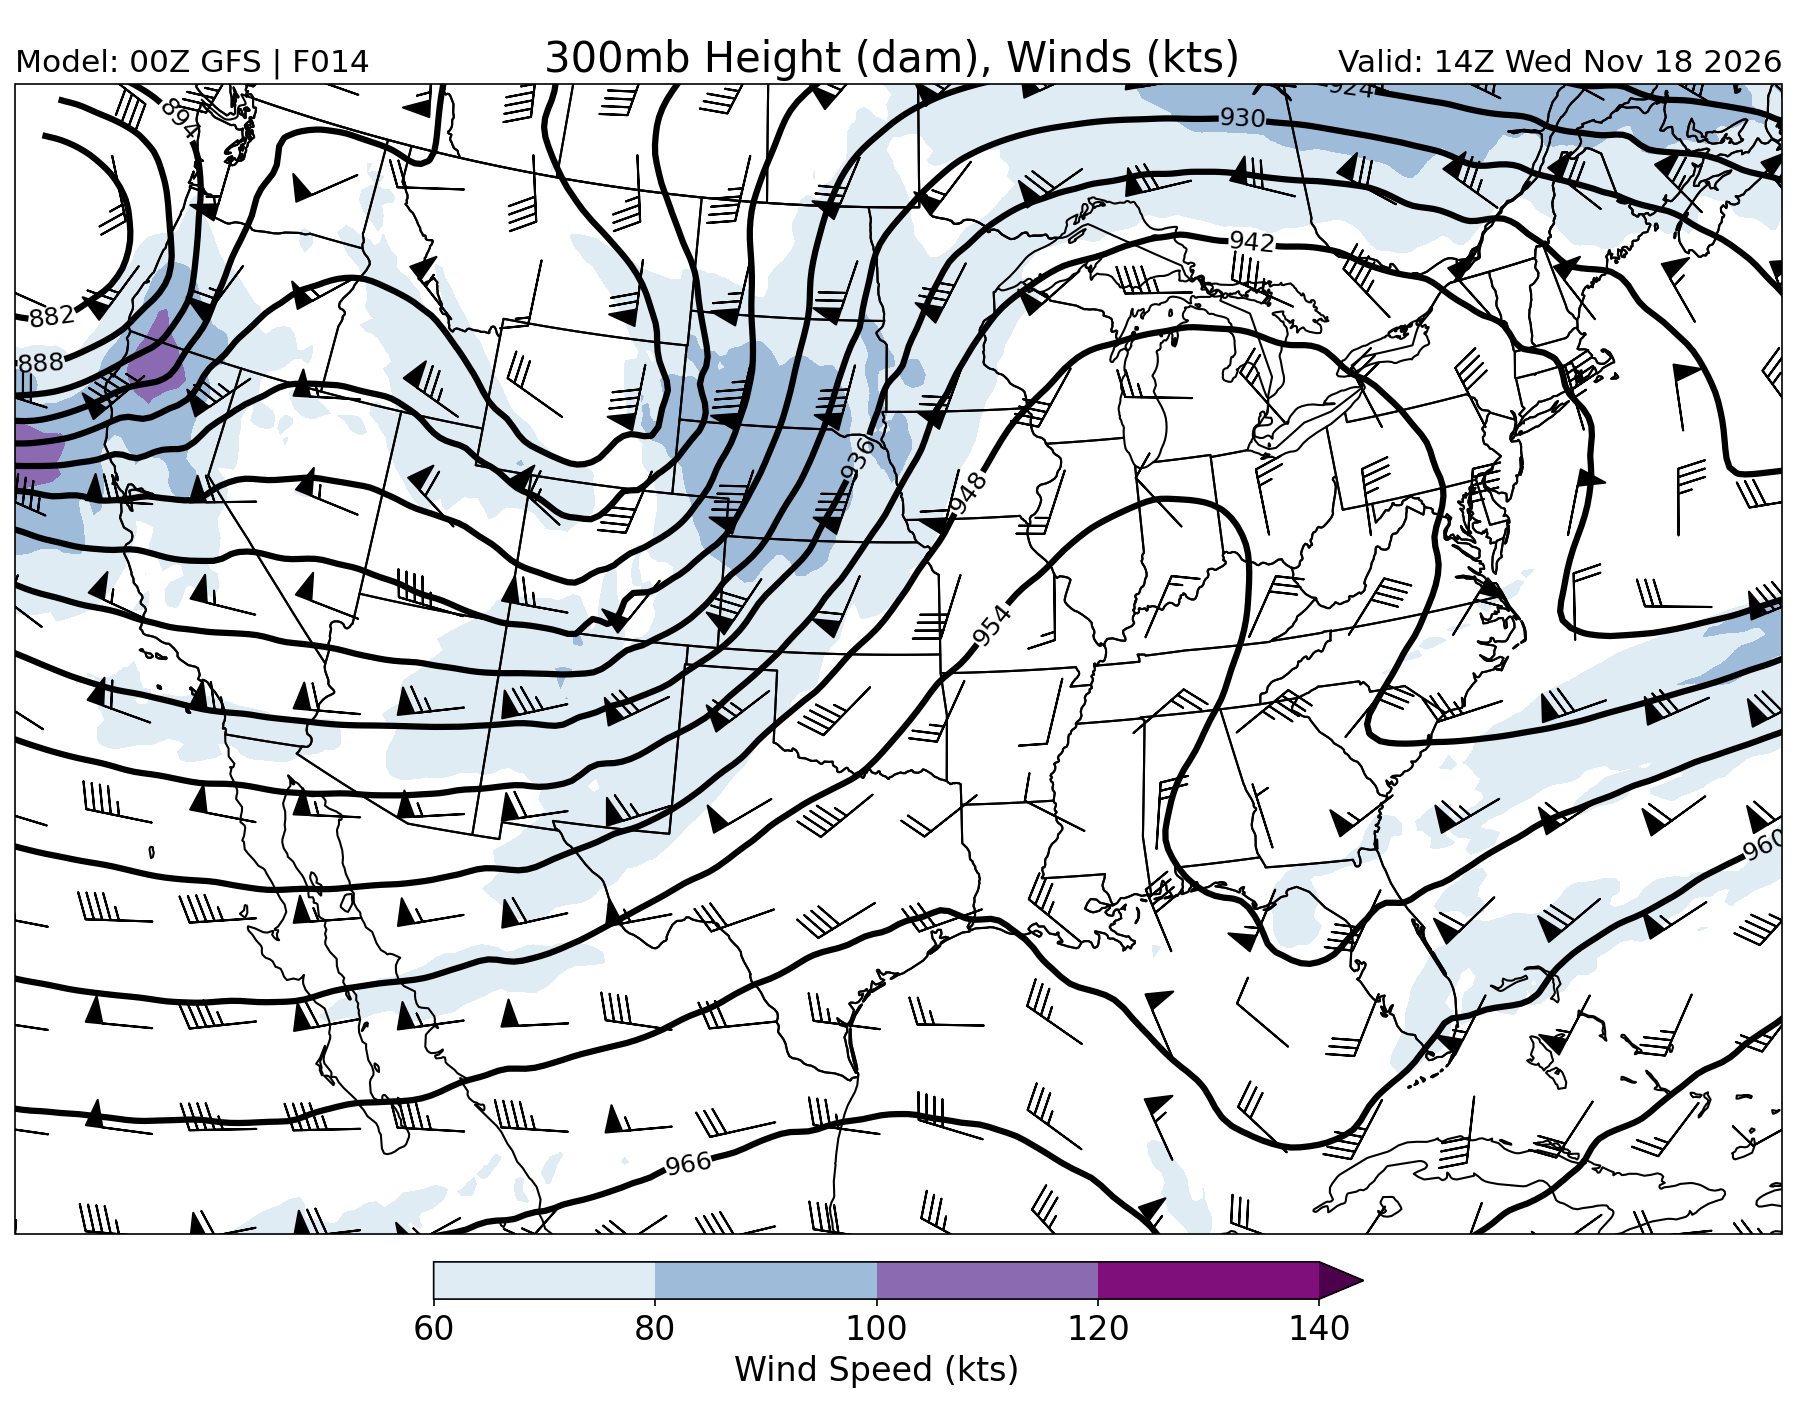 Model: 00Z GFS | F014
300mb Height (dam), Winds (kts)
Valid: 14Z Wed Nov 18 2026
924
894
930
942
882
888
936
948
954
960
966
60 80 100 120 140
Wind Speed (kts)